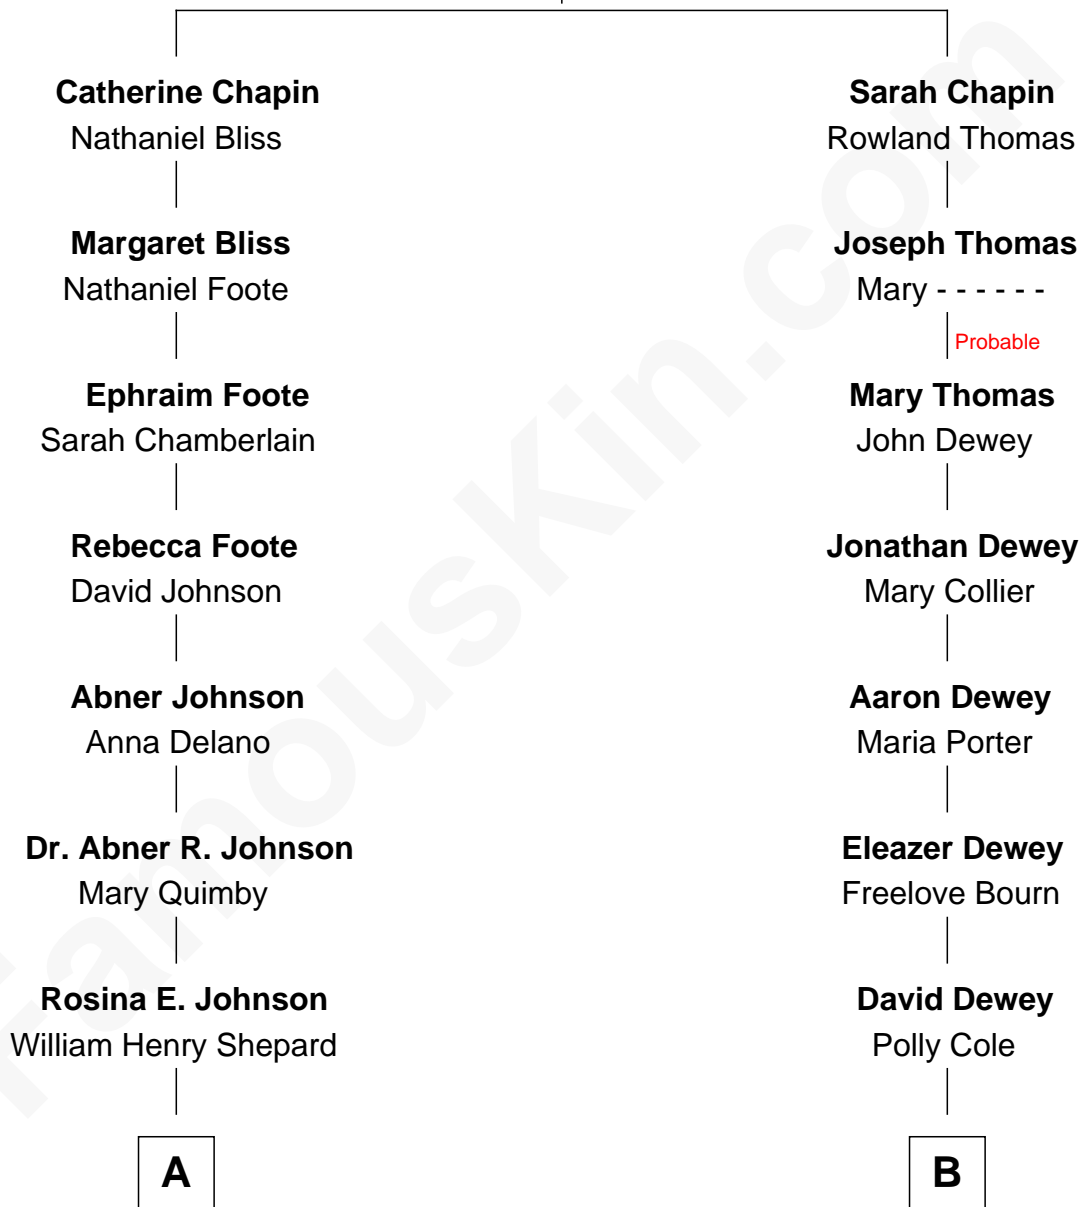 Catherine Chapin
Nathaniel Bliss
Margaret Bliss
Nathaniel Foote
Ephraim Foote
Sarah Chamberlain
Rebecca Foote
David Johnson
Abner Johnson
Anna Delano
Dr. Abner R. Johnson
Mary Quimby
Rosina E. Johnson
William Henry Shepard
A
Sarah Chapin
Rowland Thomas
Joseph Thomas
Mary - - - - - -
Probable
Mary Thomas
John Dewey
Jonathan Dewey
Mary Collier
Aaron Dewey
Maria Porter
Eleazer Dewey
Freelove Bourn
David Dewey
Polly Cole
B
FamousKin.com